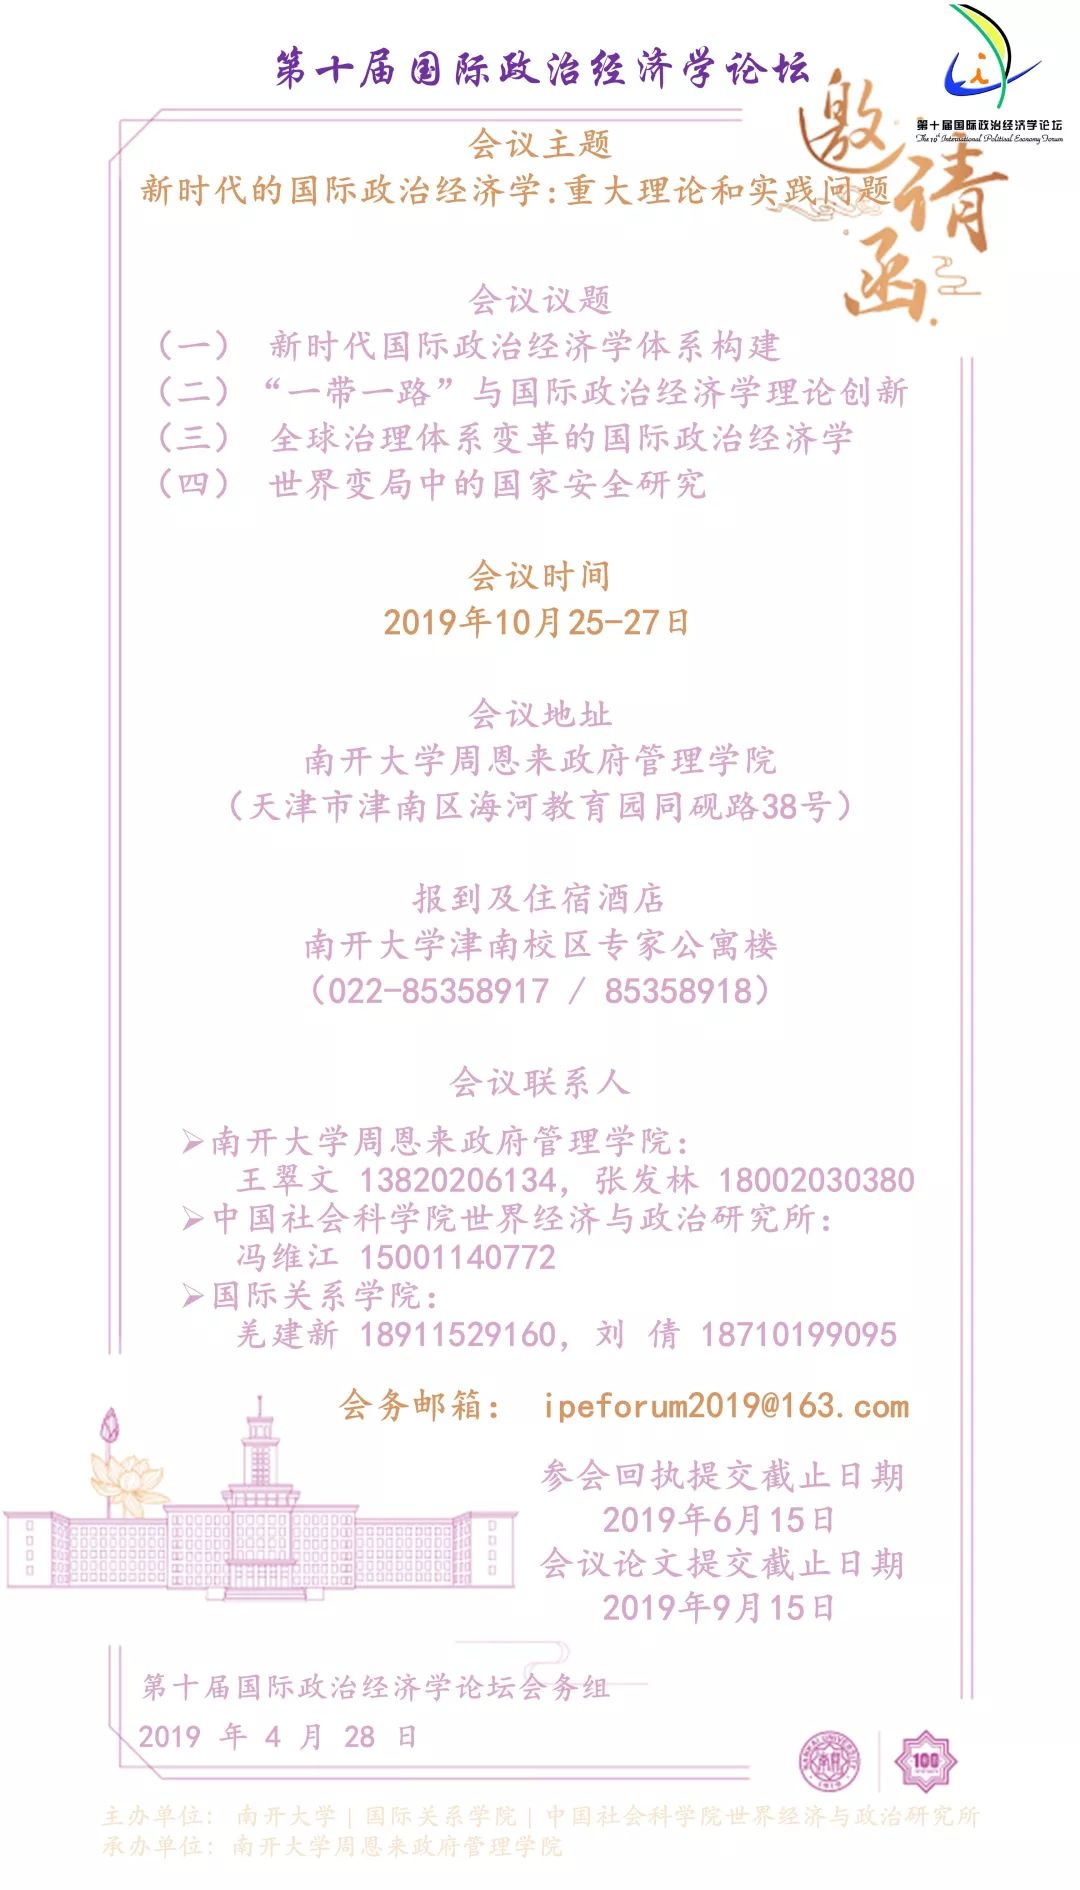 第十届国际政治经济学论坛
第十届国际政治经济学论坛
The 10th International Political Economy Forum
邀请函
会议主题
新时代的国际政治经济学:重大理论和实践问题
会议议题
（一） 新时代国际政治经济学体系构建
（二）“一带一路”与国际政治经济学理论创新
（三） 全球治理体系变革的国际政治经济学
（四） 世界变局中的国家安全研究
会议时间
2019年10月25-27日
会议地址
南开大学周恩来政府管理学院
（天津市津南区海河教育园同砚路38号）
报到及住宿酒店
南开大学津南校区专家公寓楼
（022-85358917 / 85358918）
会议联系人
➢南开大学周恩来政府管理学院：
王翠文 13820206134，张发林 18002030380
➢中国社会科学院世界经济与政治研究所：
冯维江 15001140772
➢国际关系学院：
羌建新 18911529160，刘 倩 18710199095
会务邮箱： ipeforum2019@163.com
参会回执提交截止日期
2019年6月15日
会议论文提交截止日期
2019年9月15日
第十届国际政治经济学论坛会务组
2019 年 4 月 28 日
NANKAI UNIVERSITY
南开
1919
100
主办单位： 南开大学 | 国际关系学院 | 中国社会科学院世界经济与政治研究所
承办单位：南开大学周恩来政府管理学院